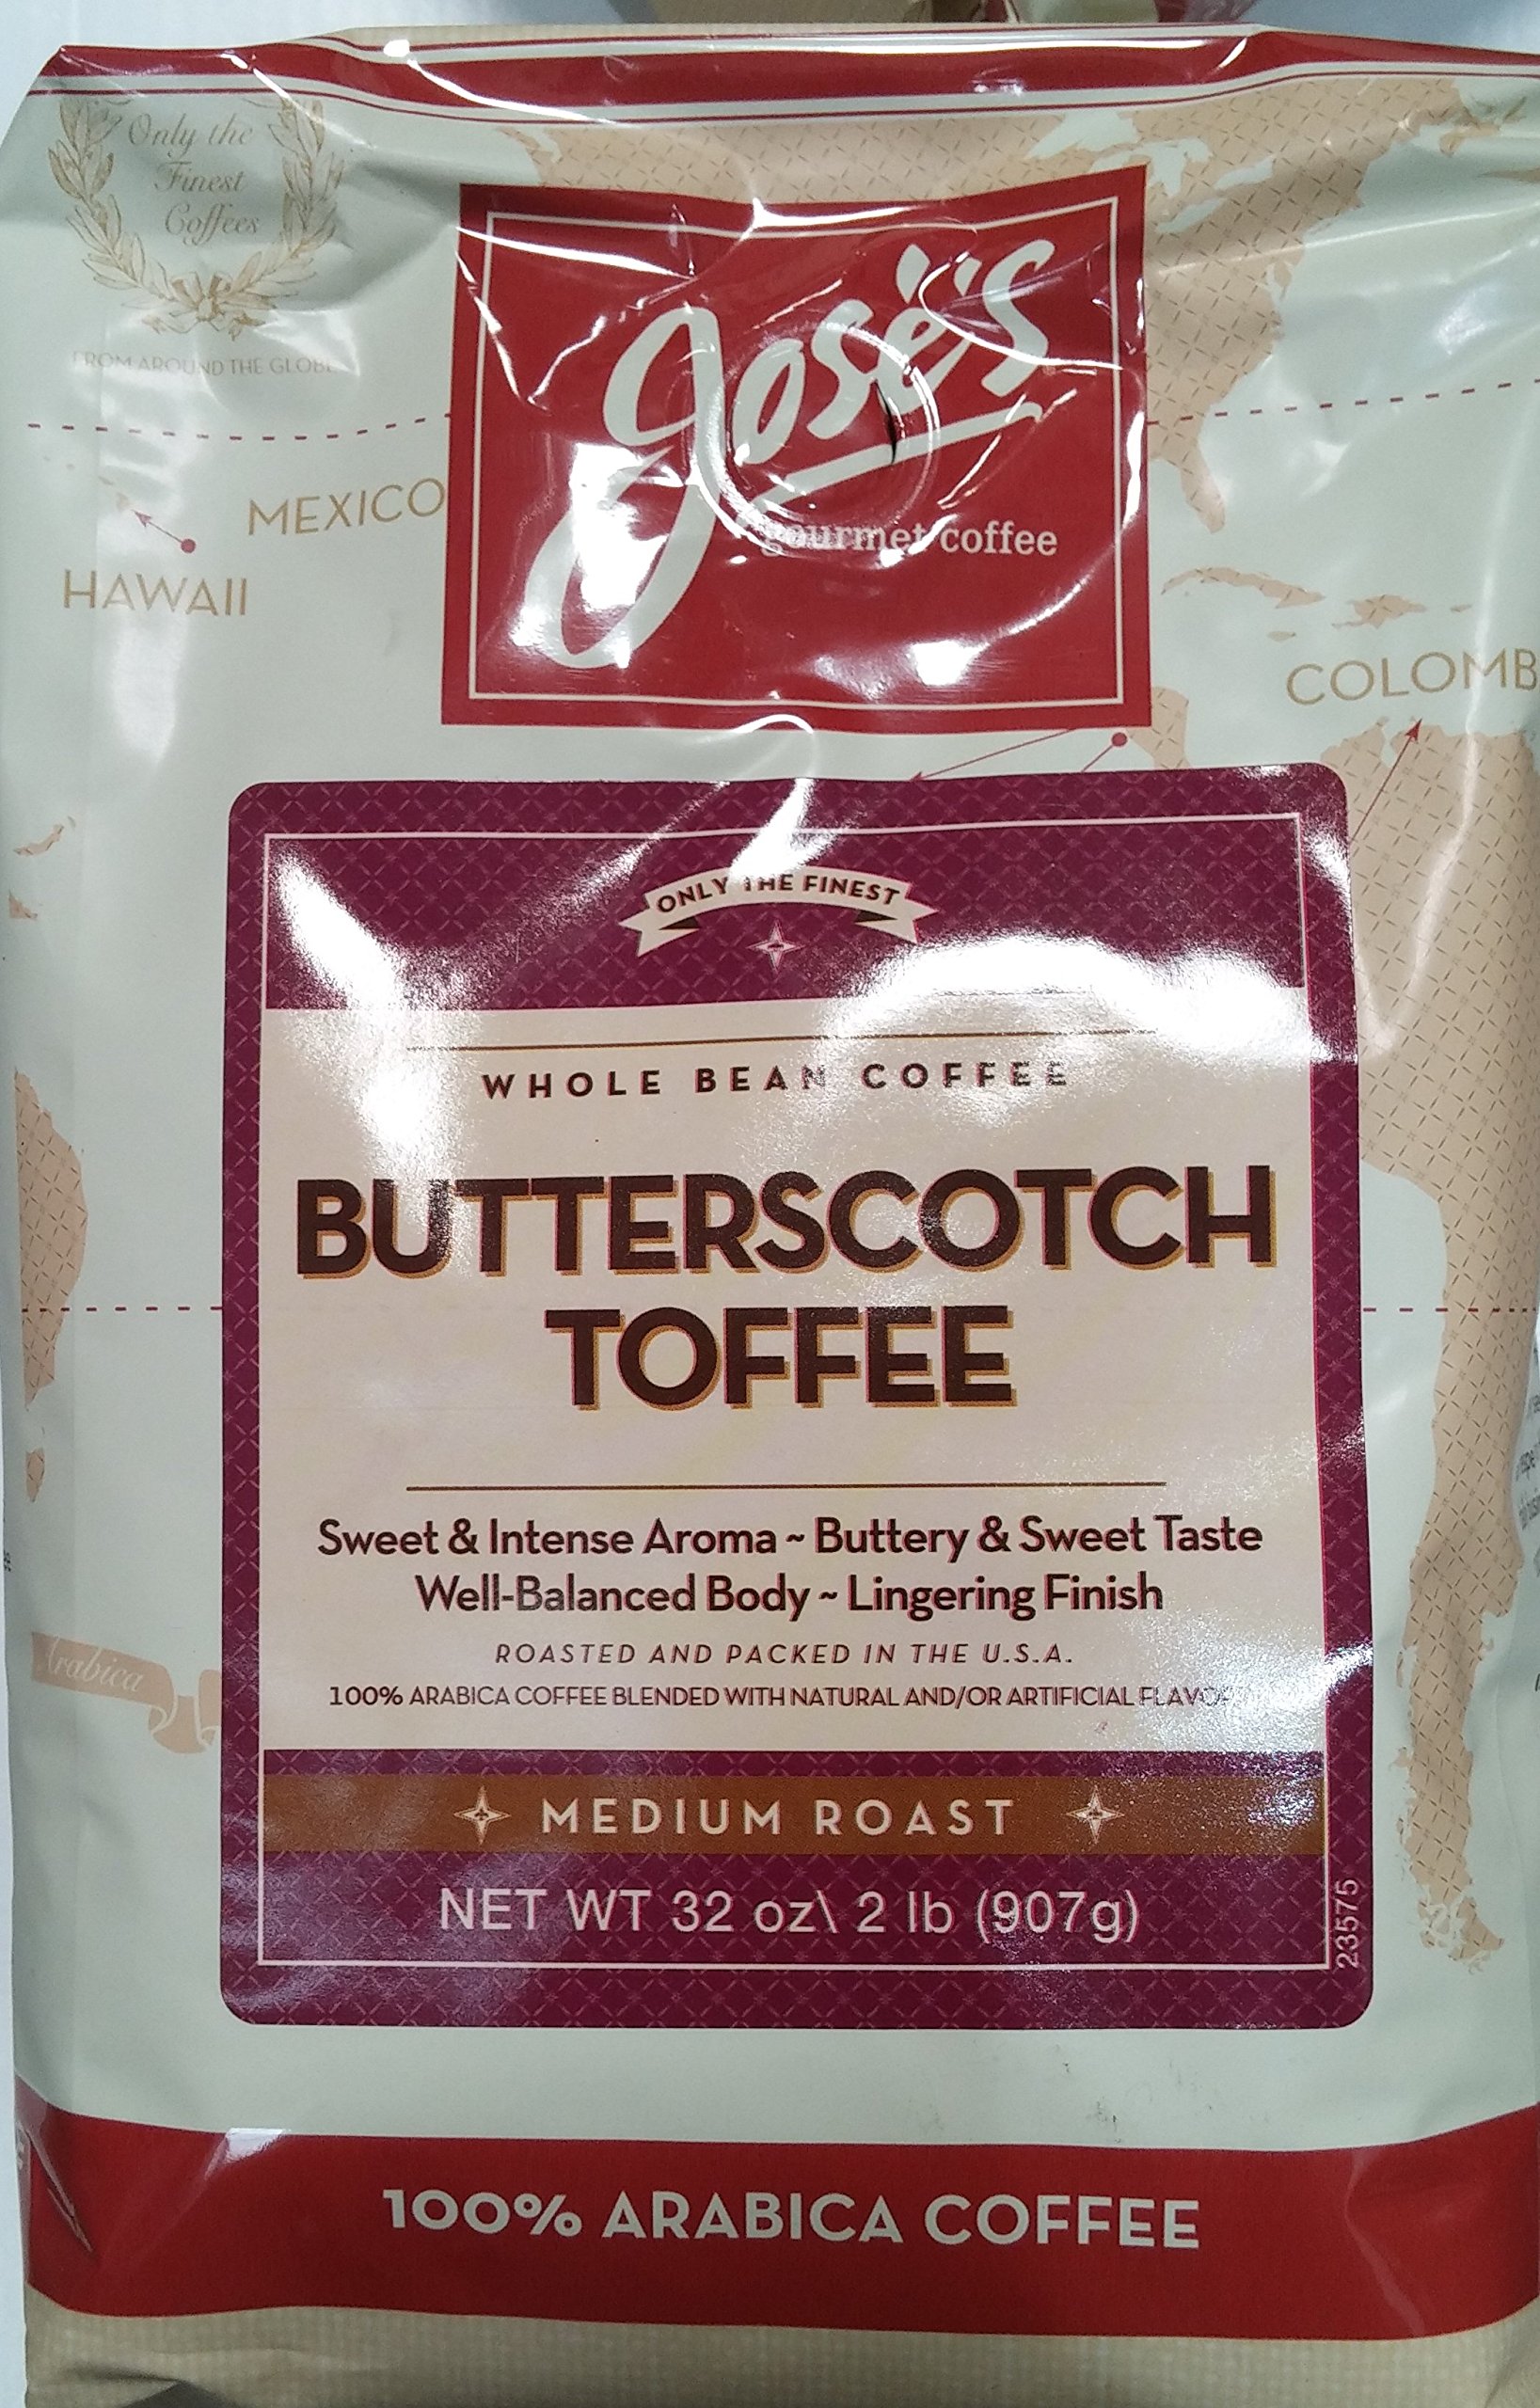 Only the
Finest
Coffees
FROM AROUND THE GLOBE
José's
gourmet coffee
MEXICO
HAWAII
COLOMB
ONLY THE FINEST
WHOLE BEAN COFFEE
BUTTERSCOTCH
TOFFEE
Sweet & Intense Aroma ~ Buttery & Sweet Taste
Well-Balanced Body ~ Lingering Finish
ROASTED AND PACKED IN THE U.S.A.
100% ARABICA COFFEE BLENDED WITH NATURAL AND/OR ARTIFICIAL
Arabica
MEDIUM ROAST
NET WT 32 oz\ 2 lb (907g)
23575
100% ARABICA COFFEE